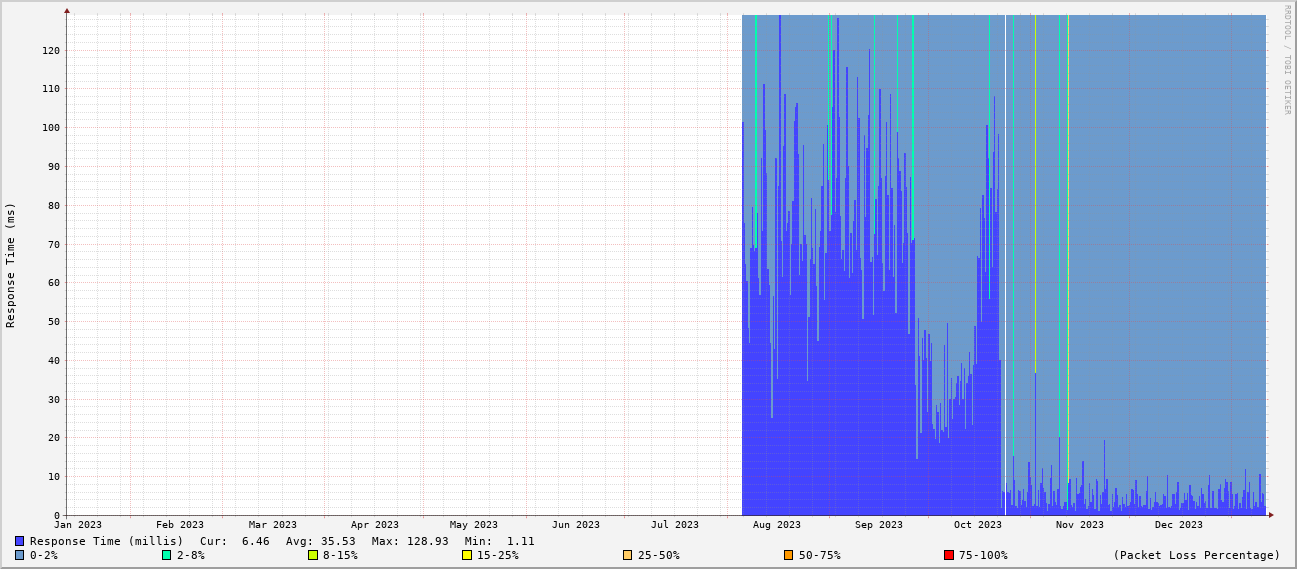 RRDTOOL / TOBI OETIKER
Response Time (ms)
120
110
100
90
80
70
60
50
40
30
20
10
0
Jan 2023 Feb 2023 Mar 2023 Apr 2023 May 2023 Jun 2023 Jul 2023 Aug 2023 Sep 2023 Oct 2023 Nov 2023 Dec 2023
Response Time (millis) Cur: 6.46 Avg: 35.53 Max: 128.93 Min: 1.11
0-2% 2-8% 8-15% 15-25% 25-50% 50-75% 75-100% (Packet Loss Percentage)